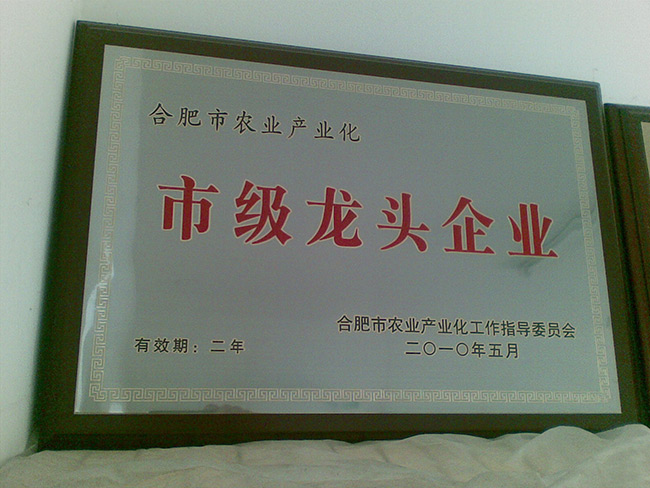 合肥市农业产业化
市级龙头企业
合肥市农业产业化工作指导委员会
有效期：二年
二〇一〇年五月